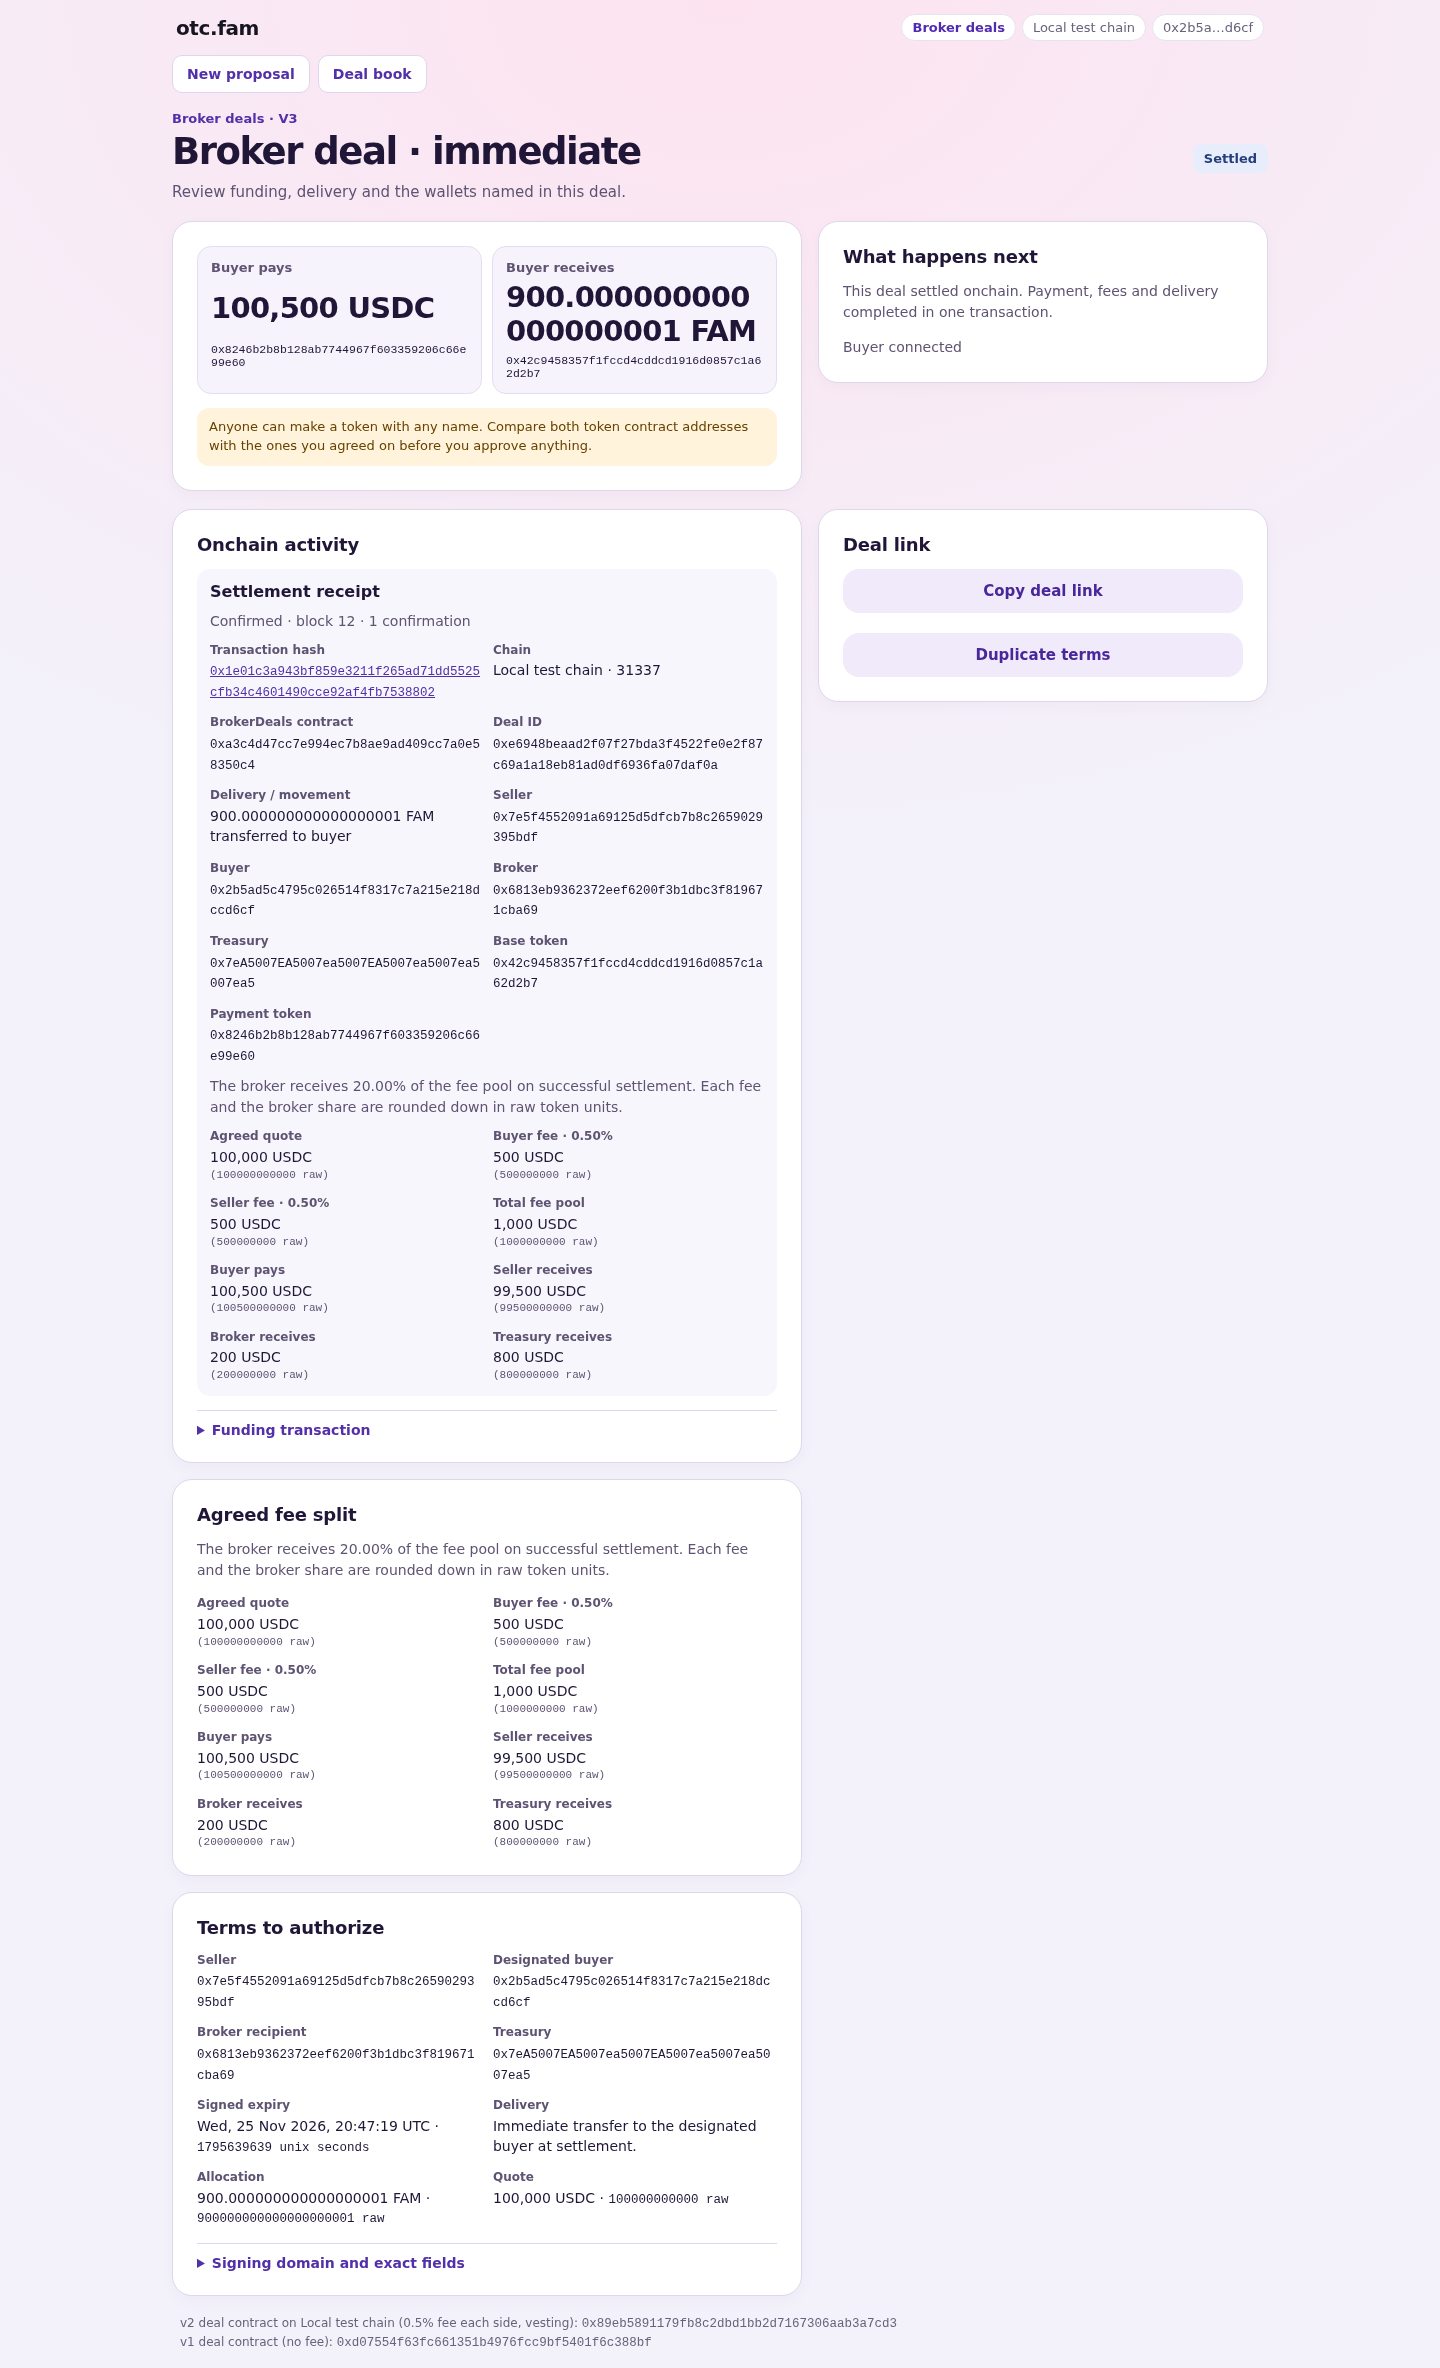 otc.fam
Broker deals
Local test chain
0x2b5a…d6cf
New proposal
Deal book
Broker deals · V3
Broker deal · immediate
Settled
Review funding, delivery and the wallets named in this deal.
Buyer pays
100,500 USDC
0x8246b2b8b128ab7744967f603359206c66e
99e60
Buyer receives
900.000000000
000000001 FAM
0x42c9458357f1fccd4cddcd1916d0857c1a6
2d2b7
Anyone can make a token with any name. Compare both token contract addresses
with the ones you agreed on before you approve anything.
What happens next
This deal settled onchain. Payment, fees and delivery
completed in one transaction.
Buyer connected
Onchain activity
Settlement receipt
Confirmed · block 12 · 1 confirmation
Transaction hash
0x1e01c3a943bf859e3211f265ad71dd5525
cfb34c4601490cce92af4fb7538802
Chain
Local test chain · 31337
BrokerDeals contract
0xa3c4d47cc7e994ec7b8ae9ad409cc7a0e5
8350c4
Deal ID
0xe6948beaad2f07f27bda3f4522fe0e2f87
c69a1a18eb81ad0df6936fa07daf0a
Delivery / movement
900.000000000000000001 FAM
transferred to buyer
Seller
0x7e5f4552091a69125d5dfcb7b8c2659029
395bdf
Buyer
0x2b5ad5c4795c026514f8317c7a215e218d
ccd6cf
Broker
0x6813eb9362372eef6200f3b1dbc3f81967
1cba69
Treasury
0x7eA5007EA5007ea5007EA5007ea5007ea5
007ea5
Base token
0x42c9458357f1fccd4cddcd1916d0857c1a
62d2b7
Payment token
0x8246b2b8b128ab7744967f603359206c66
e99e60
The broker receives 20.00% of the fee pool on successful settlement. Each fee
and the broker share are rounded down in raw token units.
Agreed quote
100,000 USDC
(100000000000 raw)
Buyer fee · 0.50%
500 USDC
(500000000 raw)
Seller fee · 0.50%
500 USDC
(500000000 raw)
Total fee pool
1,000 USDC
(1000000000 raw)
Buyer pays
100,500 USDC
(100500000000 raw)
Seller receives
99,500 USDC
(99500000000 raw)
Broker receives
200 USDC
(200000000 raw)
Treasury receives
800 USDC
(800000000 raw)
▶ Funding transaction
Deal link
Copy deal link
Duplicate terms
Agreed fee split
The broker receives 20.00% of the fee pool on successful settlement. Each fee
and the broker share are rounded down in raw token units.
Agreed quote
100,000 USDC
(100000000000 raw)
Buyer fee · 0.50%
500 USDC
(500000000 raw)
Seller fee · 0.50%
500 USDC
(500000000 raw)
Total fee pool
1,000 USDC
(1000000000 raw)
Buyer pays
100,500 USDC
(100500000000 raw)
Seller receives
99,500 USDC
(99500000000 raw)
Broker receives
200 USDC
(200000000 raw)
Treasury receives
800 USDC
(800000000 raw)
Terms to authorize
Seller
0x7e5f4552091a69125d5dfcb7b8c26590293
95bdf
Designated buyer
0x2b5ad5c4795c026514f8317c7a215e218dc
cd6cf
Broker recipient
0x6813eb9362372eef6200f3b1dbc3f819671
cba69
Treasury
0x7eA5007EA5007ea5007EA5007ea5007ea50
07ea5
Signed expiry
Wed, 25 Nov 2026, 20:47:19 UTC ·
1795639639 unix seconds
Delivery
Immediate transfer to the designated
buyer at settlement.
Allocation
900.000000000000000001 FAM ·
900000000000000000001 raw
Quote
100,000 USDC · 100000000000 raw
▶ Signing domain and exact fields
v2 deal contract on Local test chain (0.5% fee each side, vesting): 0x89eb5891179fb8c2dbd1bb2d7167306aab3a7cd3
v1 deal contract (no fee): 0xd07554f63fc661351b4976fcc9bf5401f6c388bf